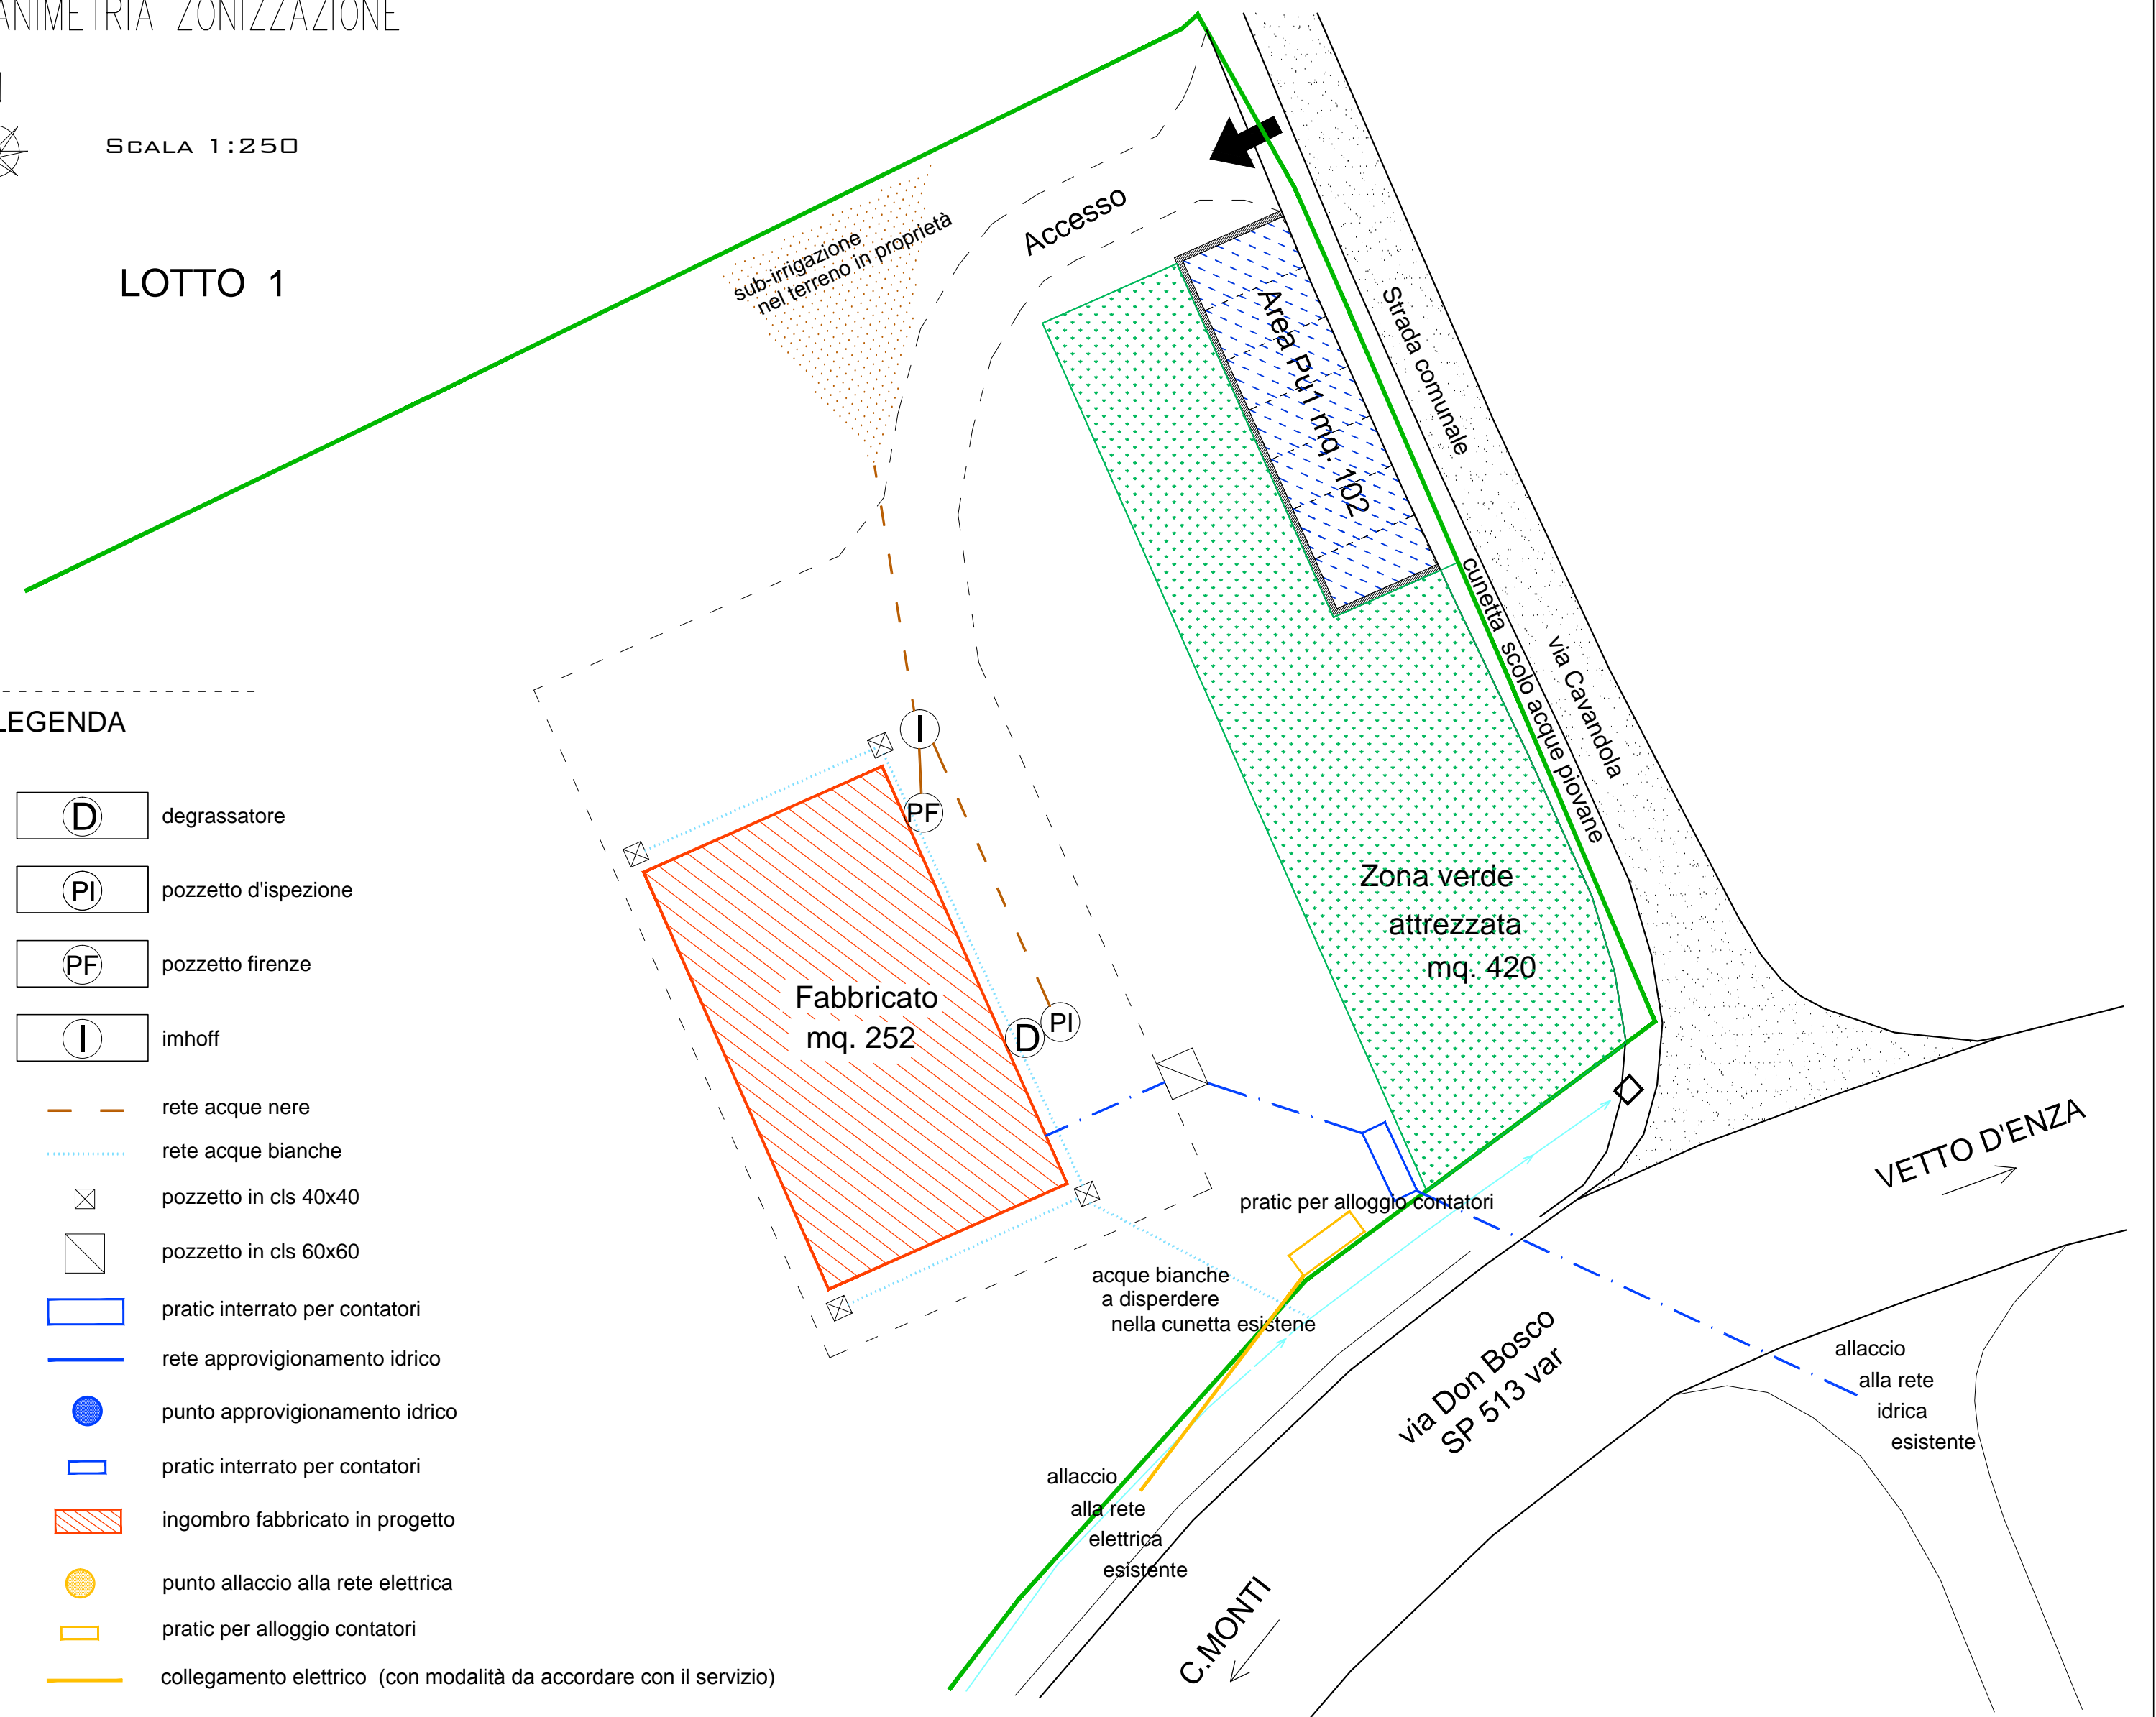 ANIMETRIA ZONIZZAZIONE
SCALA 1:250
LOTTO 1
sub-irrigazione
nel terreno in proprietà
Accesso
Area Pu1 mq. 102
Strada comunale
via Cavandola
cunetta scolo acque piovane
Zona verde
attrezzata
mq. 420
I
PF
Fabbricato
mq. 252
D
PI
pratic per alloggio contatori
acque bianche
a disperdere
nella cunetta esistene
VETTO D'ENZA
via Don Bosco
SP 513 var
allaccio
alla rete
idrica
esistente
allaccio
alla rete
elettrica
esistente
C.MONTI
LEGENDA
D degrassatore
PI pozzetto d'ispezione
PF pozzetto firenze
I imhoff
rete acque nere
rete acque bianche
pozzetto in cls 40x40
pozzetto in cls 60x60
pratic interrato per contatori
rete approvigionamento idrico
punto approvigionamento idrico
pratic interrato per contatori
ingombro fabbricato in progetto
punto allaccio alla rete elettrica
pratic per alloggio contatori
collegamento elettrico (con modalità da accordare con il servizio)